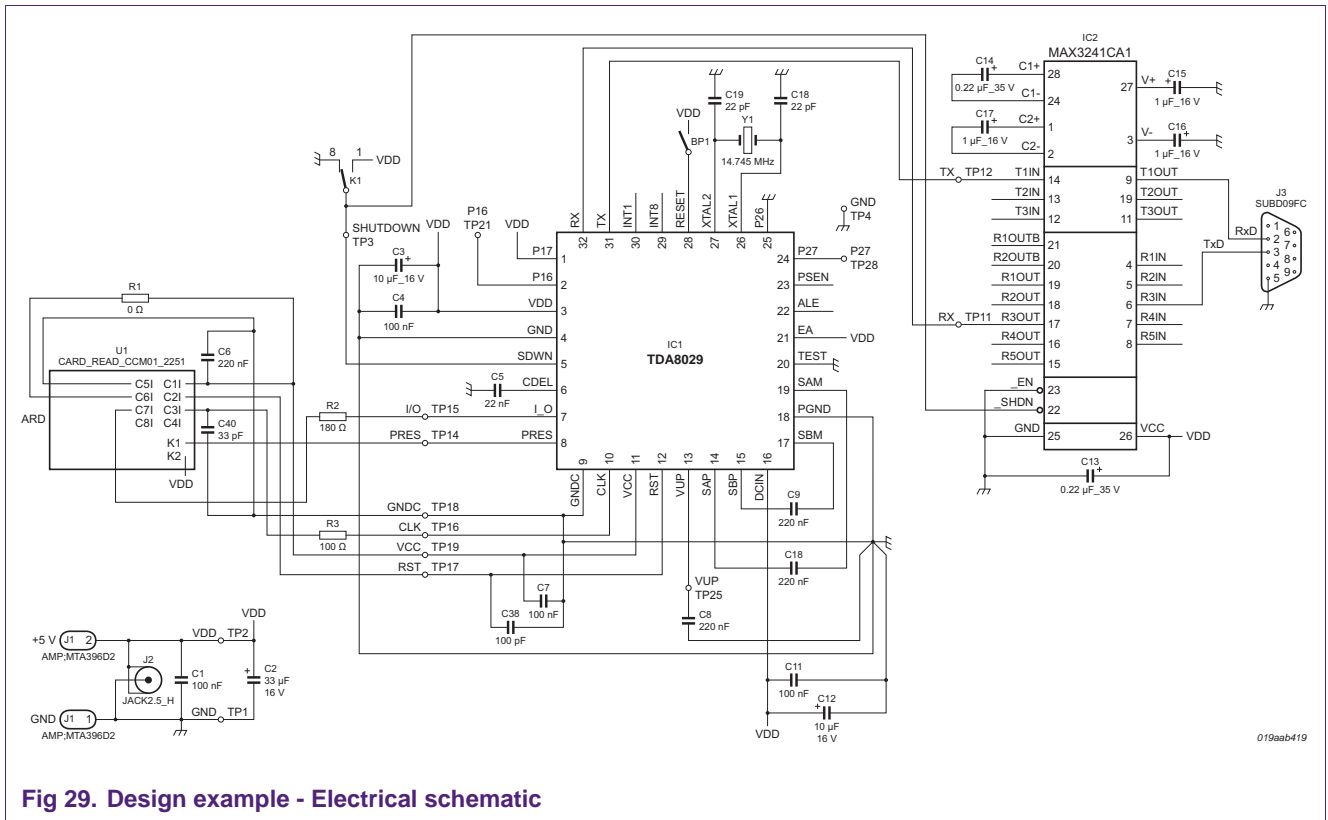 IC2
MAX3241CA1
C14
+
0.22 µF_35 V
C1+
28
C1-
24
27
V+
+
C15
1 µF_16 V
C17
+
1 µF_16 V
C2+
1
C2-
2
3
V-
C16
+
1 µF_16 V
TX
TP12
T1IN
14
9
T1OUT
T2IN
13
19
T2OUT
T3IN
12
11
T3OUT
R1OUTB
21
R2OUTB
20
4
R1IN
R1OUT
19
5
R2IN
R2OUT
18
6
R3IN
RX
TP11
R3OUT
17
7
R4IN
R4OUT
16
8
R5IN
R5OUT
15
_EN
23
_SHDN
22
GND
25
26
VCC
VDD
C13
+
0.22 µF_35 V
J3
SUBD09FC
RxD
TxD
1
2
3
4
5
6
7
8
9
C19
22 pF
C18
22 pF
VDD
BP1
Y1
14.745 MHz
8
1
VDD
K1
SHUTDOWN
TP3
P16
TP21
VDD
VDD
C3
+
10 µF_16 V
C4
100 nF
C5
22 nF
GND
TP4
P27
TP28
RX
TX
INT1
INT8
RESET
XTAL2
XTAL1
P26
32
31
30
29
28
27
26
25
P17
1
P16
2
VDD
3
GND
4
SDWN
5
CDEL
6
I/O
TP15
I_O
7
PRES
TP14
PRES
8
IC1
TDA8029
24
P27
23
PSEN
22
ALE
21
EA
VDD
20
TEST
19
SAM
18
PGND
17
SBM
9
10
11
12
13
14
15
16
GNDC
CLK
VCC
RST
VUP
SAP
SBP
DCIN
R1
0 Ω
U1
CARD_READ_CCM01_2251
C6
220 nF
ARD
C5I
C1I
C6I
C2I
C7I
C3I
C8I
C4I
K1
K2
VDD
C40
33 pF
R2
180 Ω
R3
100 Ω
GNDC
TP18
CLK
TP16
VCC
TP19
RST
TP17
C7
100 nF
C38
100 pF
C9
220 nF
C18
220 nF
VUP
TP25
C8
220 nF
C11
100 nF
C12
+
10 µF
16 V
VDD
+5 V
J1
2
AMP;MTA396D2
J2
JACK2.5_H
GND
J1
1
AMP;MTA396D2
C1
100 nF
VDD
TP2
VDD
C2
+
33 µF
16 V
GND
TP1
019aab419
Fig 29. Design example - Electrical schematic